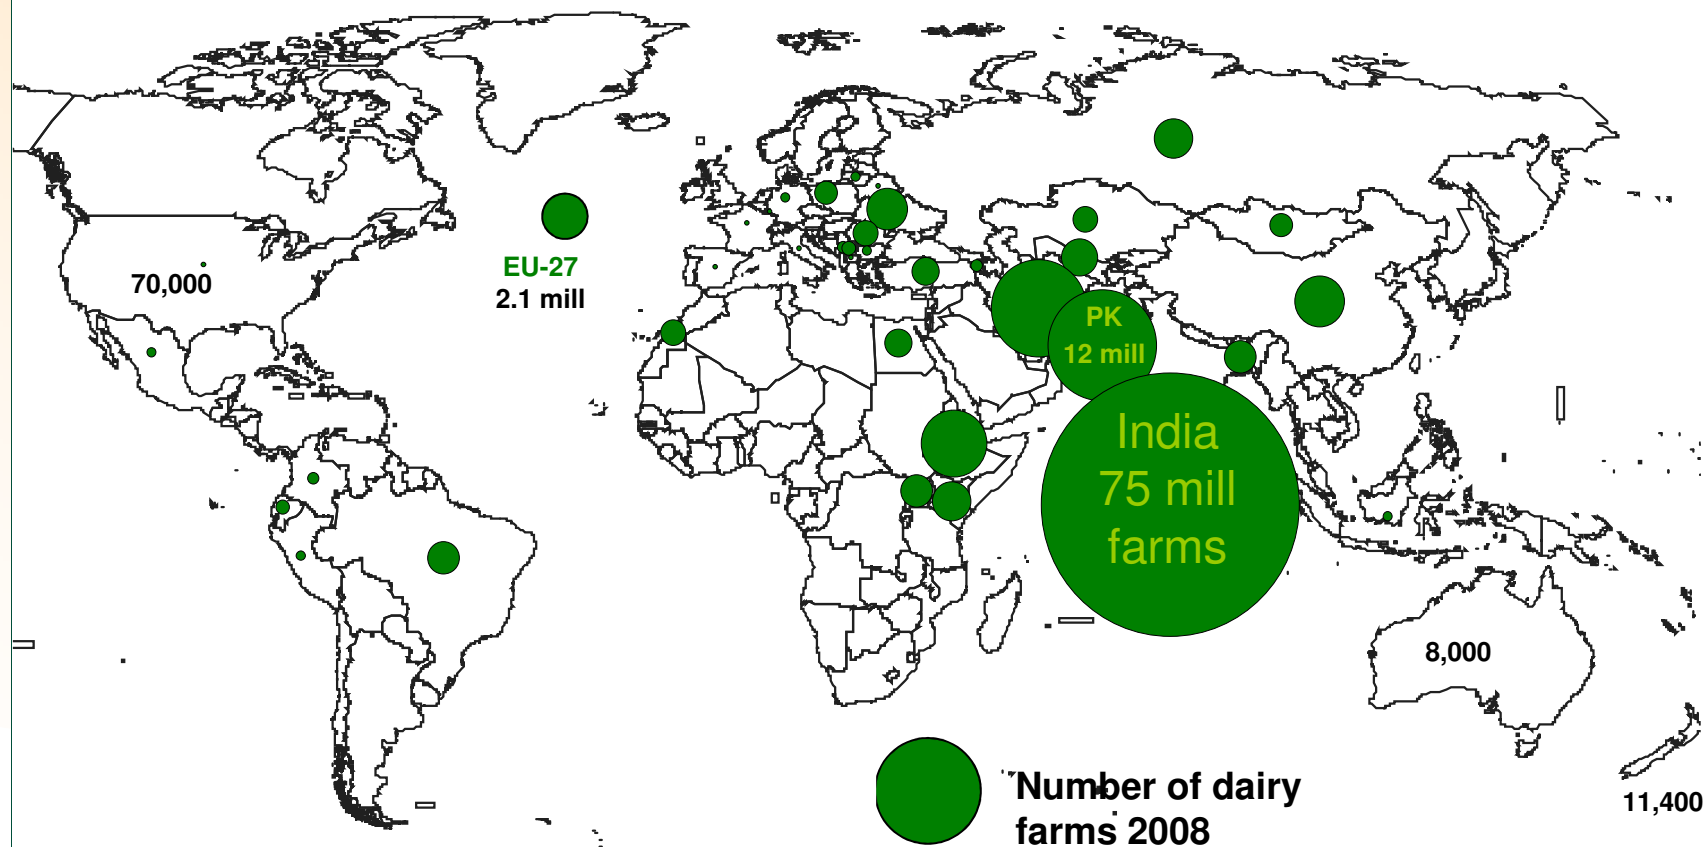 EU-27
2.1 mill
70,000
PK
12 mill
India
75 mill
farms
8,000
Number of dairy
farms 2008
11,400